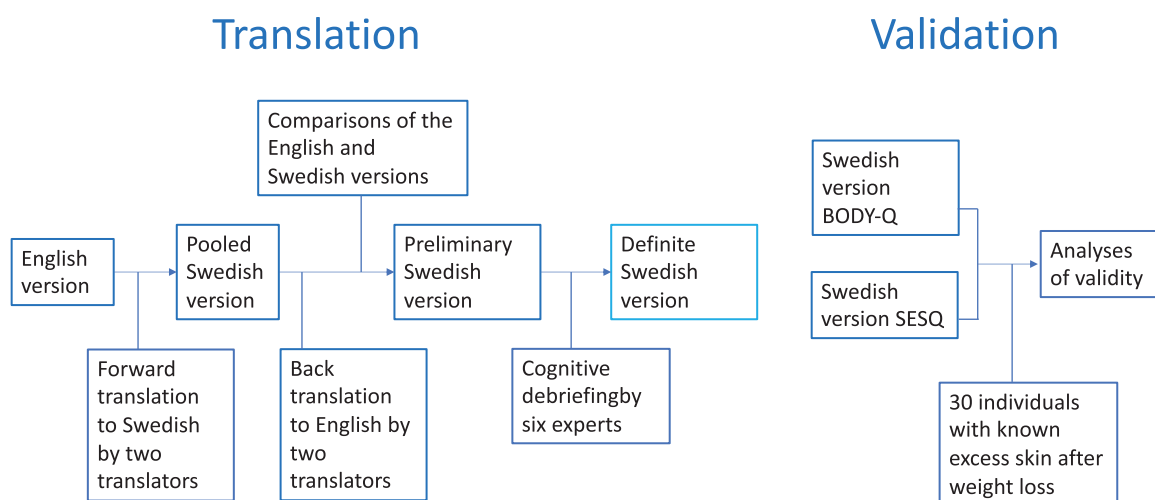 Translation
Validation
Comparisons of the
English and
Swedish versions
English
version
Pooled
Swedish
version
Preliminary
Swedish
version
Definite
Swedish
version
Forward
translation
to Swedish
by two
translators
Back
translation
to English by
two
translators
Cognitive
debriefingby
six experts
Swedish
version
BODY-Q
Swedish
version SESQ
Analyses
of validity
30 individuals
with known
excess skin after
weight loss